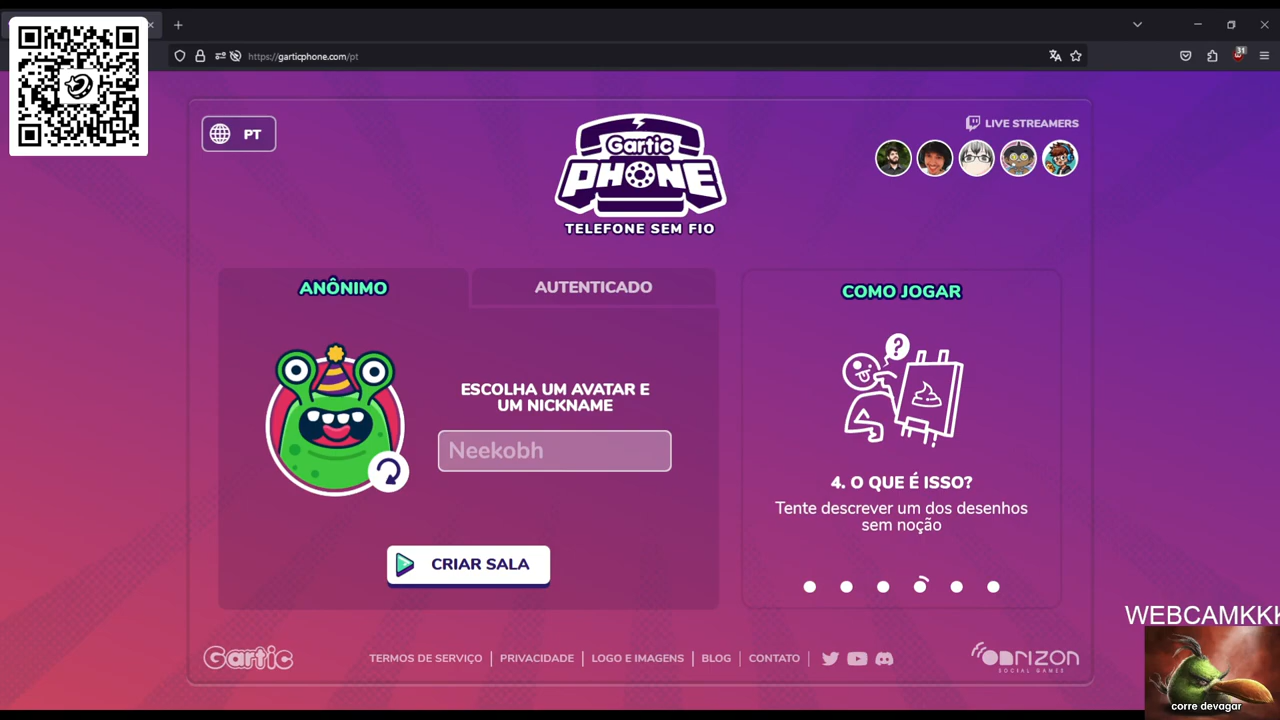 https://garticphone.com/pt
31
PT
Gartic
PHONE
TELEFONE SEM FIO
LIVE STREAMERS
ANÔNIMO
AUTENTICADO
ESCOLHA UM AVATAR E
UM NICKNAME
Neekobh
CRIAR SALA
COMO JOGAR
?
4. O QUE É ISSO?
Tente descrever um dos desenhos
sem noção
Gartic
TERMOS DE SERVIÇO | PRIVACIDADE | LOGO E IMAGENS | BLOG | CONTATO |
ONRIZON
SOCIAL GAMES
WEBCAMKKK
corre devagar